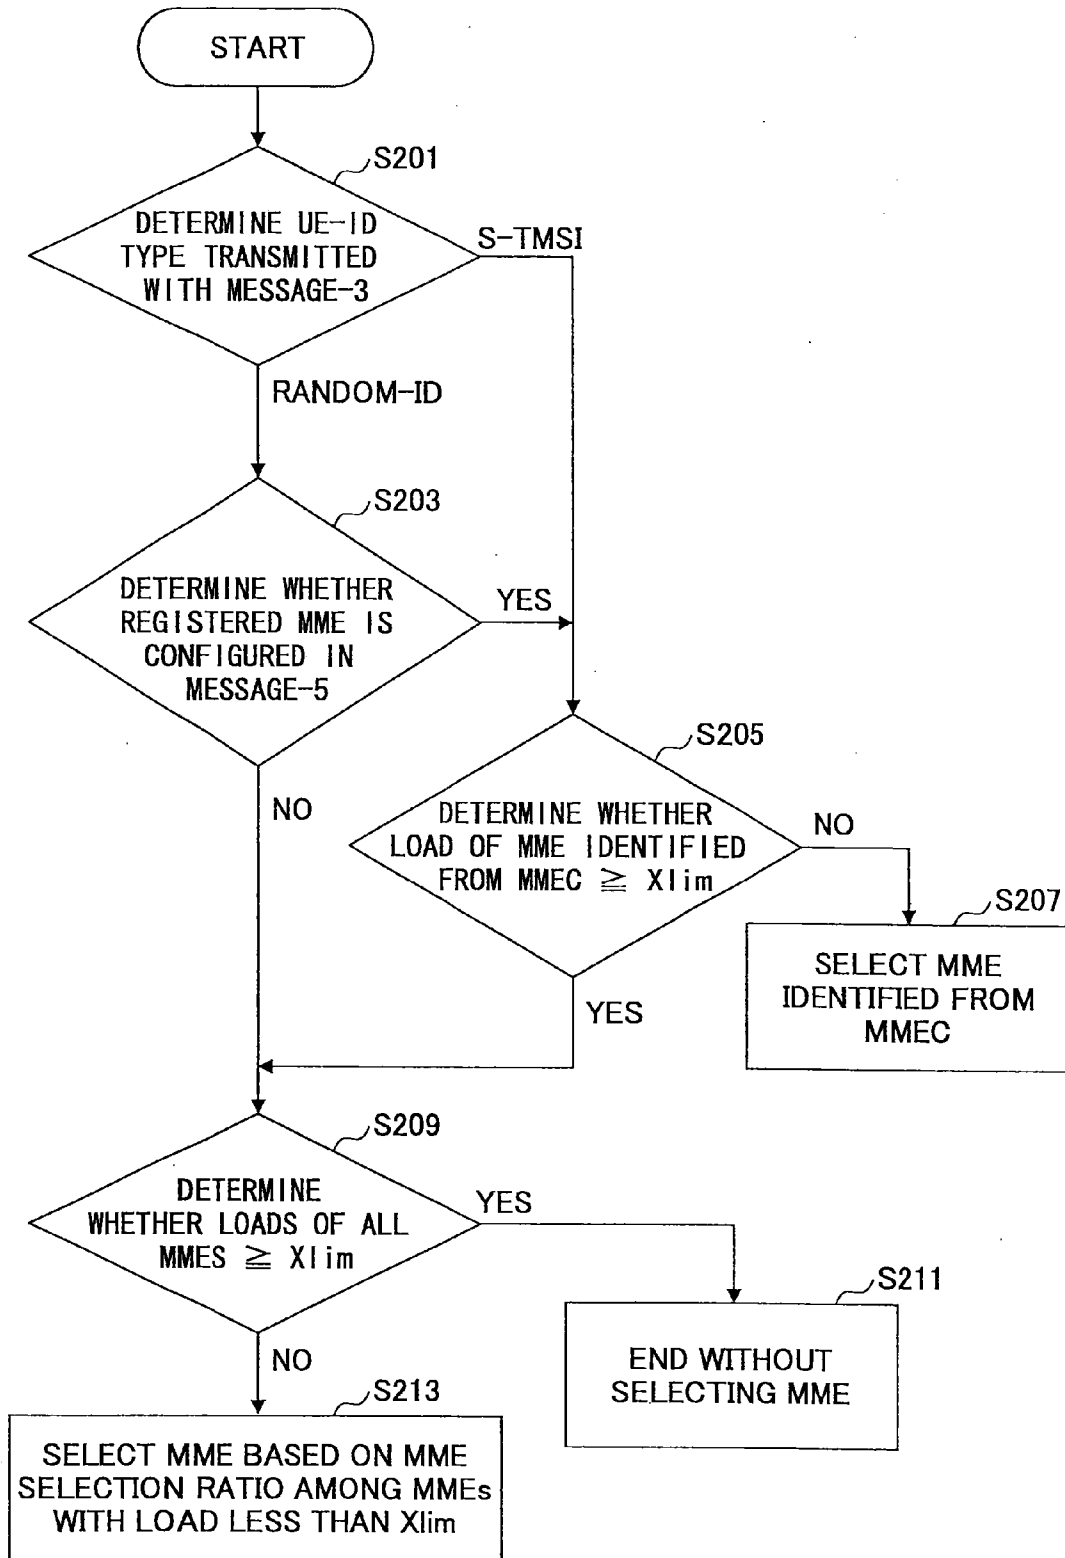 START
S201
DETERMINE UE-ID
TYPE TRANSMITTED
WITH MESSAGE-3
S-TMSI
RANDOM-ID
S203
DETERMINE WHETHER
REGISTERED MME IS
CONFIGURED IN
MESSAGE-5
YES
NO
S205
DETERMINE WHETHER
LOAD OF MME IDENTIFIED
FROM MMEC ≧ Xlim
NO
YES
S207
SELECT MME
IDENTIFIED FROM
MMEC
S209
DETERMINE
WHETHER LOADS OF ALL
MMES ≧ Xlim
YES
NO
S211
END WITHOUT
SELECTING MME
S213
SELECT MME BASED ON MME
SELECTION RATIO AMONG MMEs
WITH LOAD LESS THAN Xlim